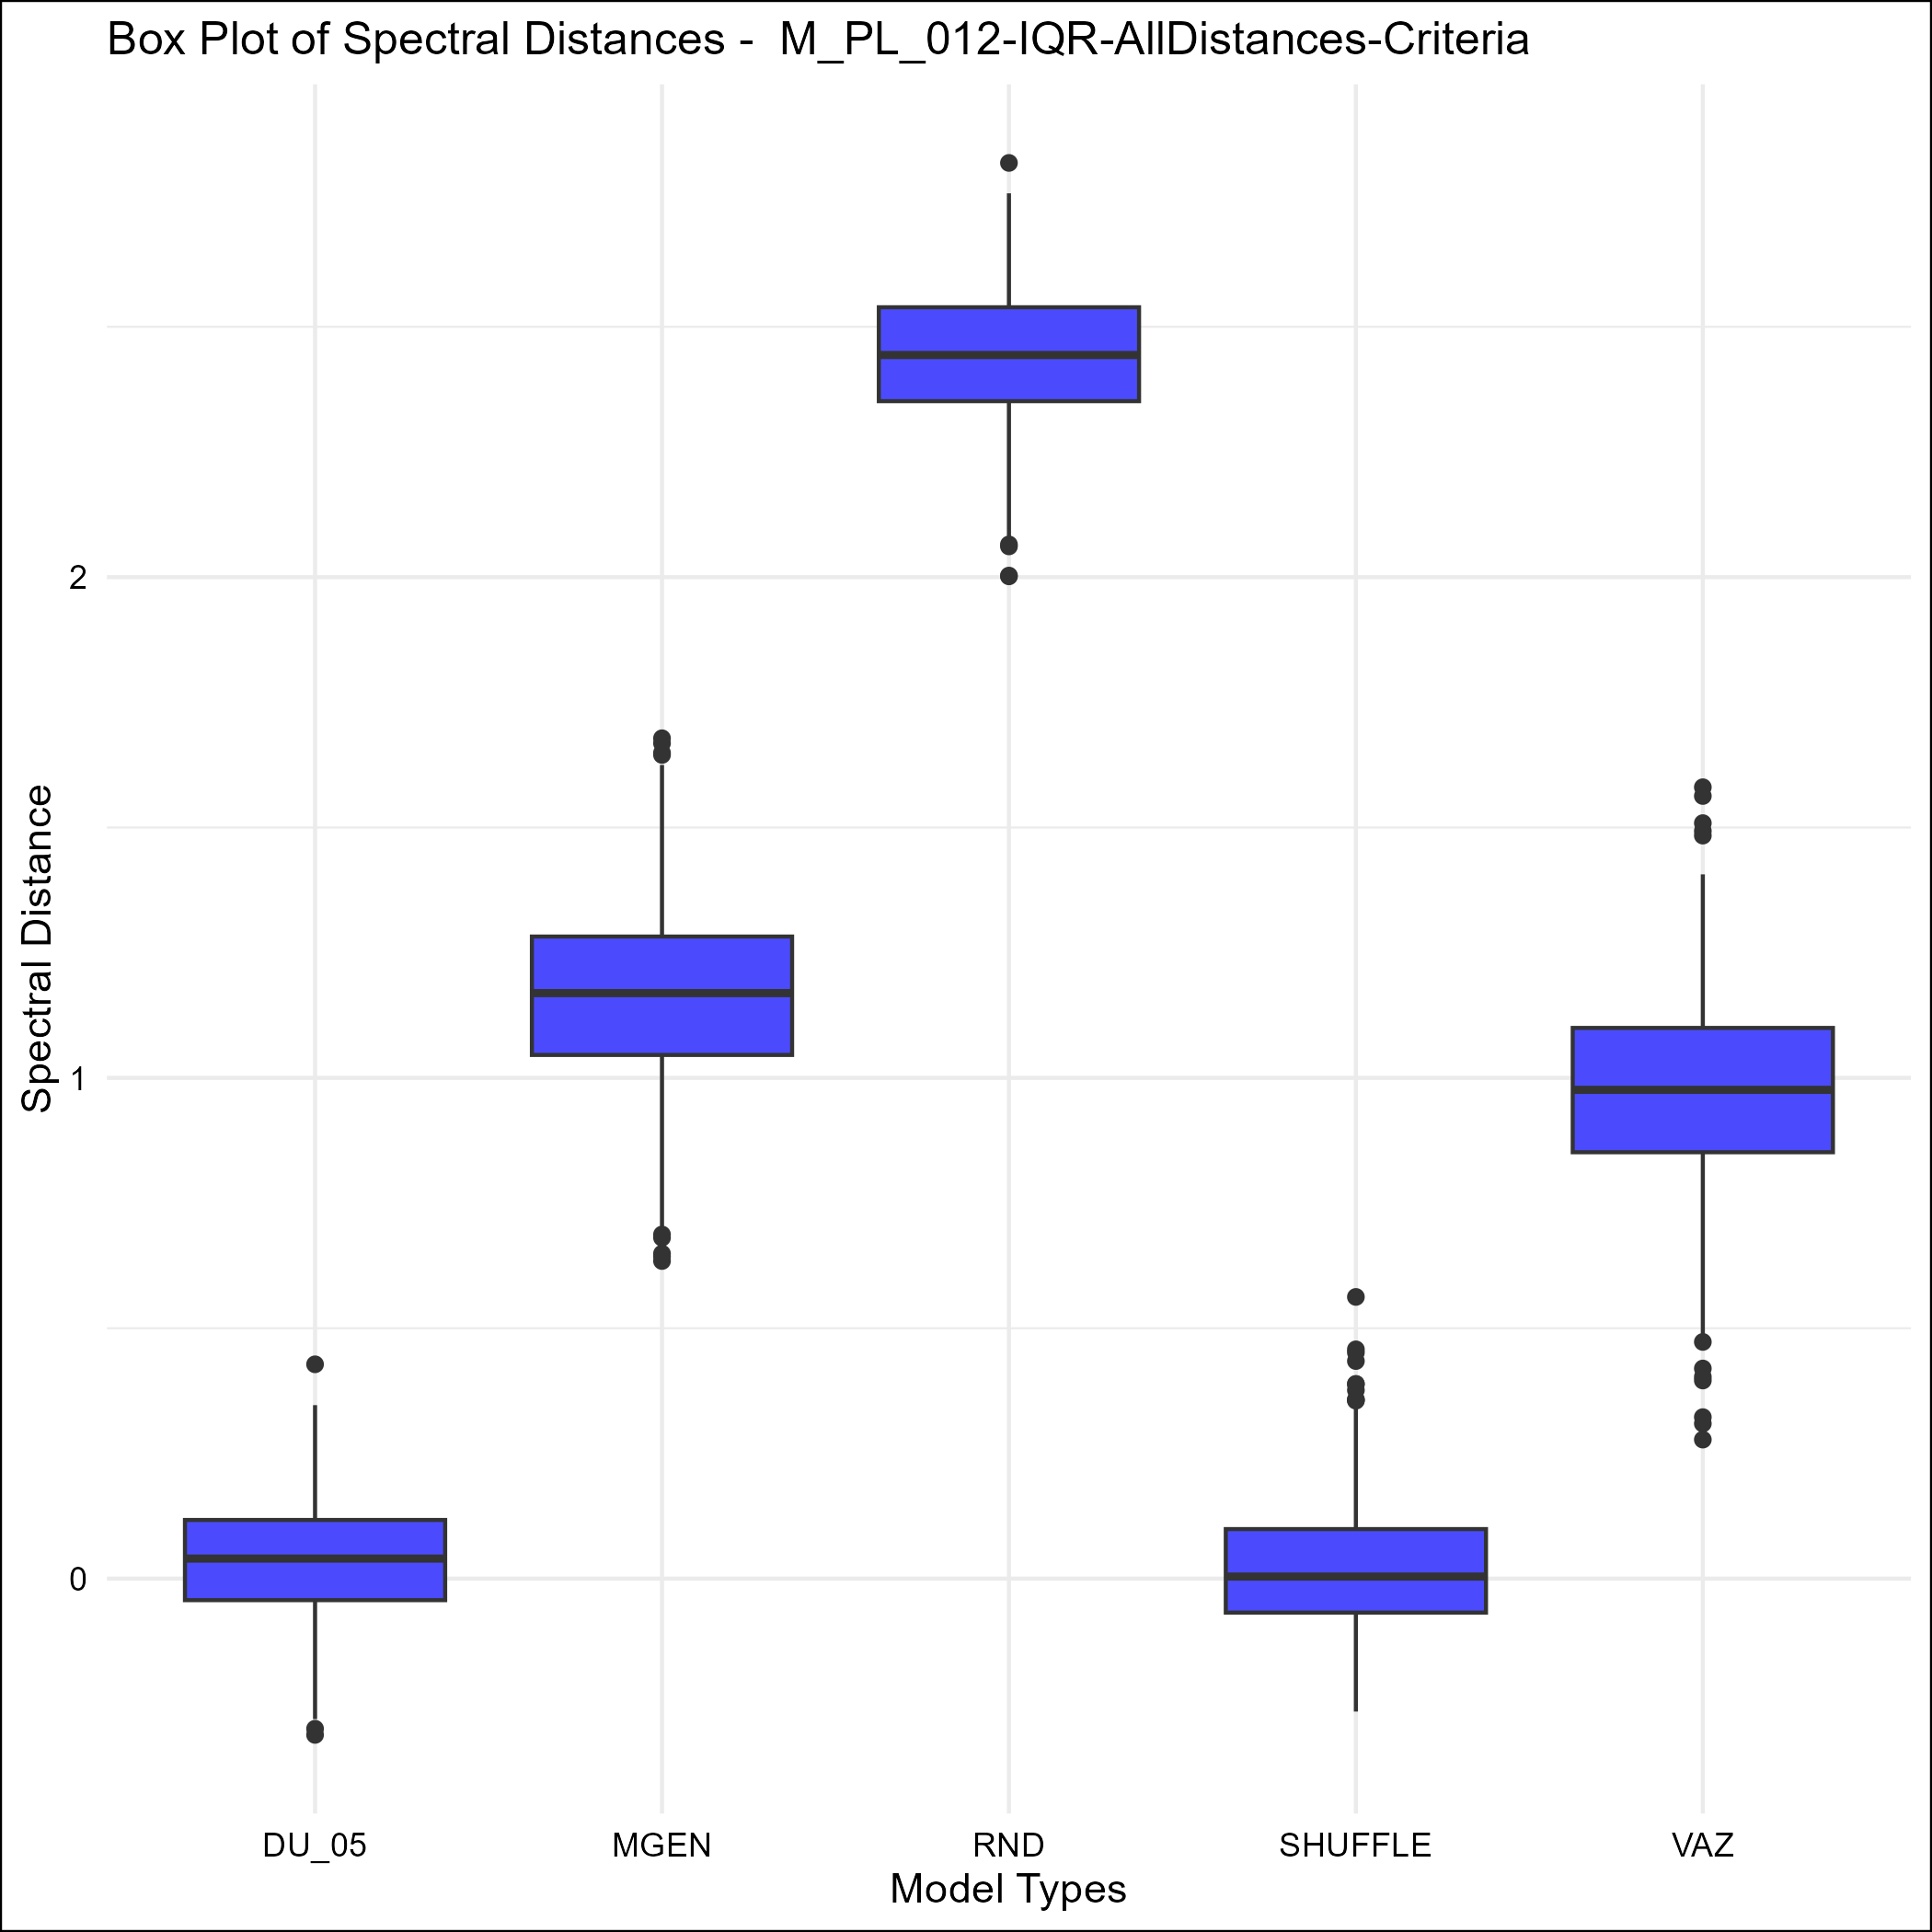 Box Plot of Spectral Distances -  M_PL_012-IQR-AllDistances-Criteria
Spectral Distance
2
1
0
DU_05 MGEN RND SHUFFLE VAZ
Model Types